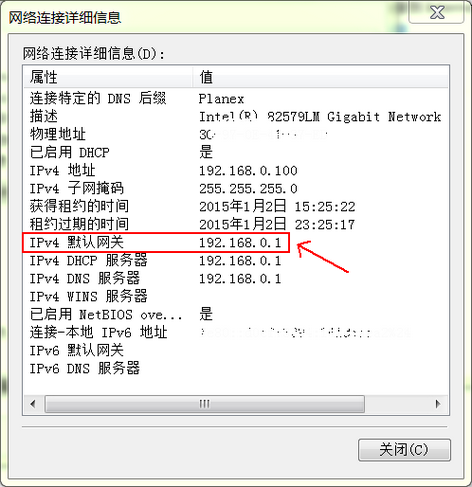 网络连接详细信息
网络连接详细信息(D):
属性 值
连接特定的 DNS 后缀 Planex
描述 Intel(R) 82579LM Gigabit Network
物理地址
已启用 DHCP 是
IPv4 地址 192.168.0.100
IPv4 子网掩码 255.255.255.0
获得租约的时间 2015年1月2日 15:25:22
租约过期的时间 2015年1月2日 23:25:17
IPv4 默认网关 192.168.0.1
IPv4 DHCP 服务器 192.168.0.1
IPv4 DNS 服务器 192.168.0.1
IPv4 WINS 服务器
已启用 NetBIOS ove... 是
连接-本地 IPv6 地址
IPv6 默认网关
IPv6 DNS 服务器
关闭(C)